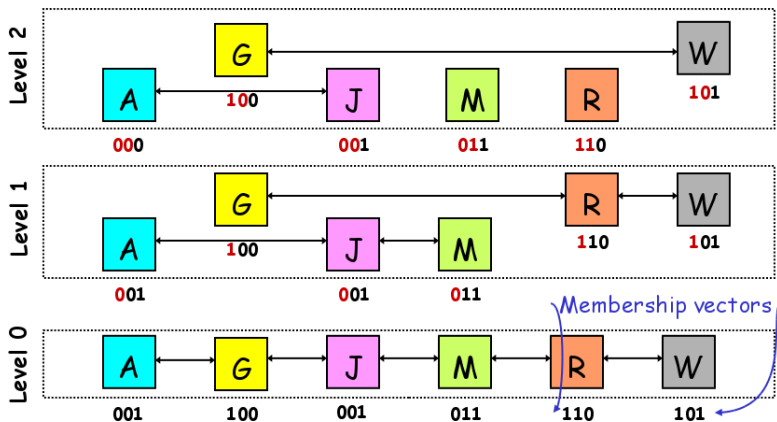 Level 2
G
W
A
J
M
R
100
101
000
001
011
110
Level 1
G
R
W
A
J
M
100
110
101
001
001
011
Membership vectors
Level 0
A
G
J
M
R
W
001
100
001
011
110
101